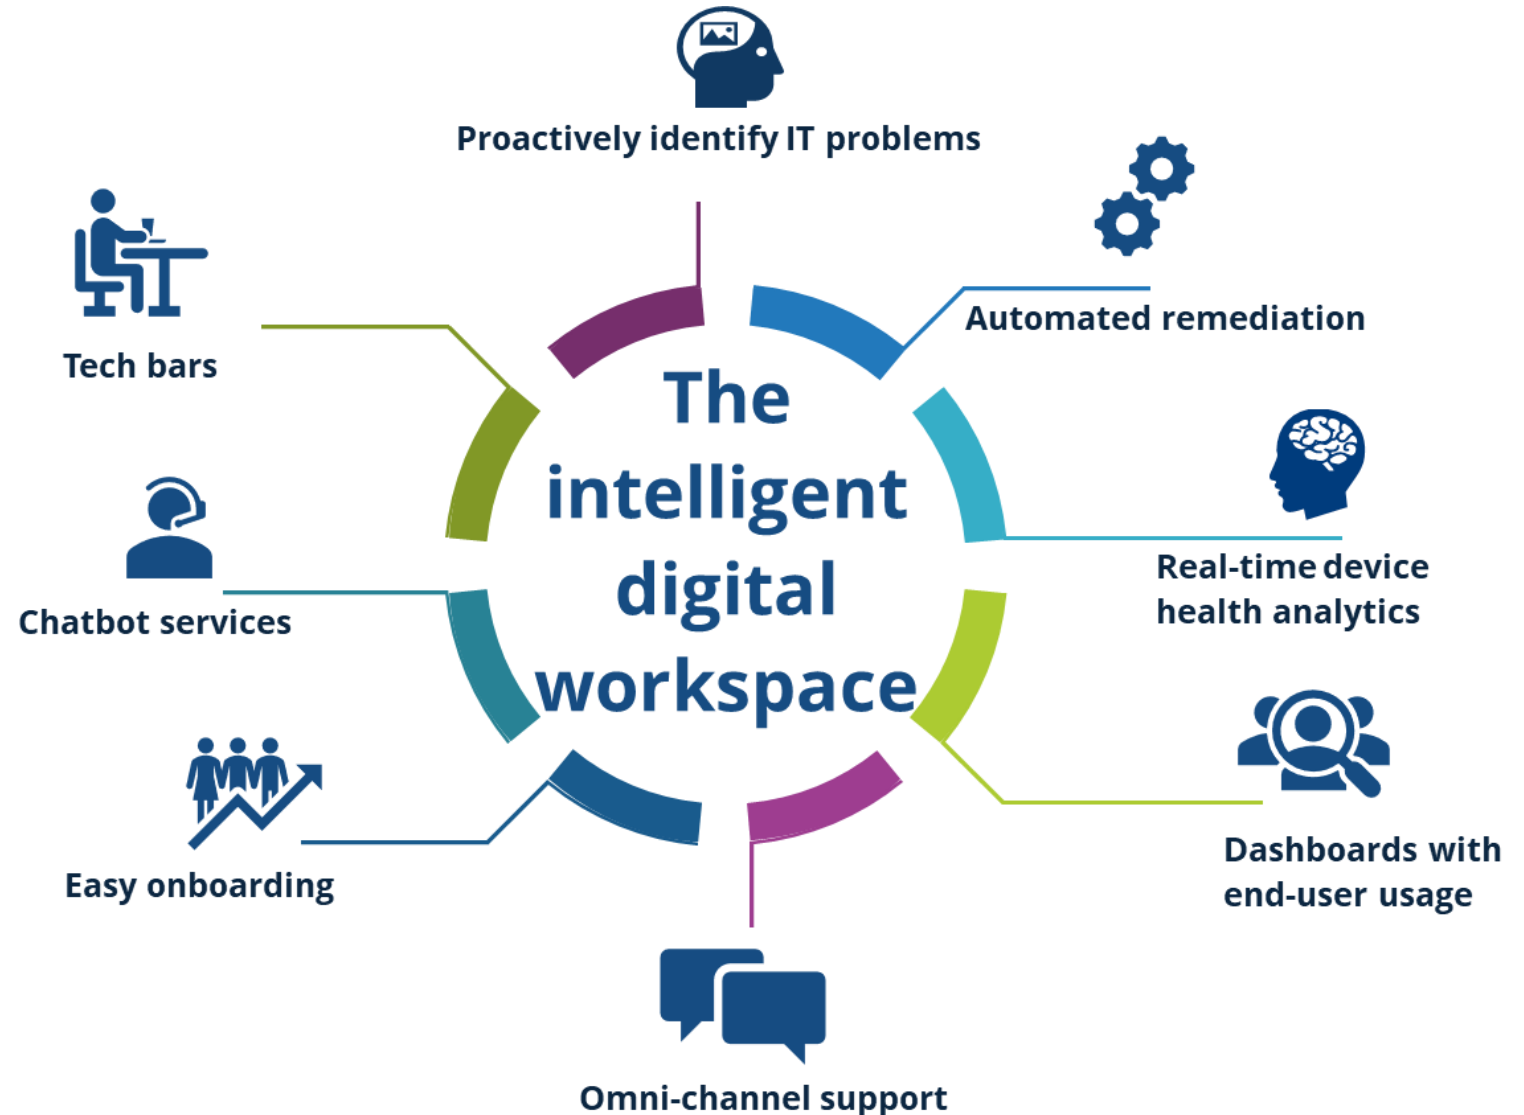 Proactively identify IT problems
Automated remediation
Tech bars
The
intelligent
digital
workspace
Real-time device
health analytics
Chatbot services
Dashboards with
end-user usage
Easy onboarding
Omni-channel support